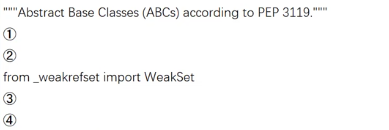 """Abstract Base Classes (ABCs) according to PEP 3119."""
①
②
from _weakrefset import WeakSet
③
④